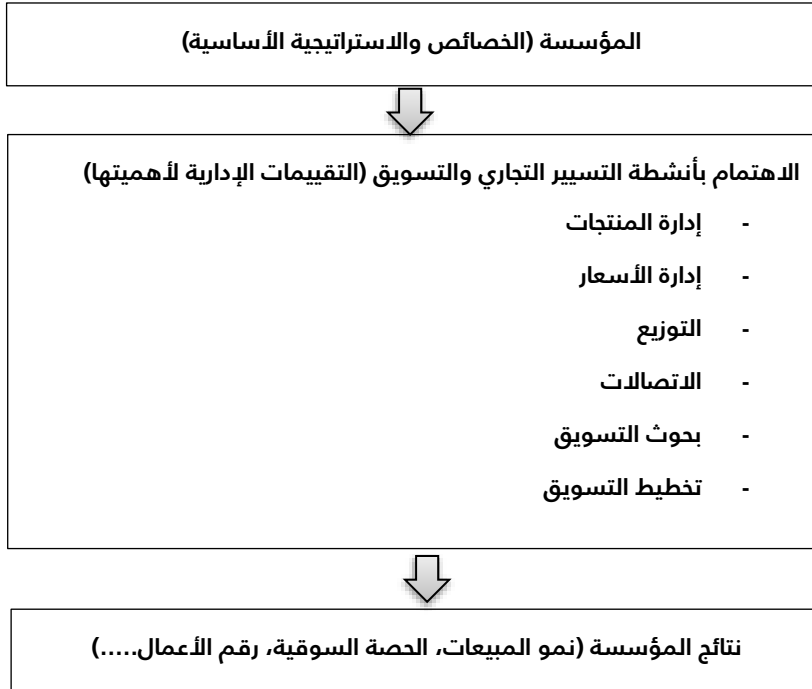 المؤسسة (الخصائص والاستراتيجية الأساسية)
الاهتمام بأنشطة التسيير التجاري والتسويق (التقييمات الإدارية لأهميتها)
- إدارة المنتجات
- إدارة الأسعار
- التوزيع
- الاتصالات
- بحوث التسويق
- تخطيط التسويق
نتائج المؤسسة (نمو المبيعات، الحصة السوقية، رقم الأعمال.....)